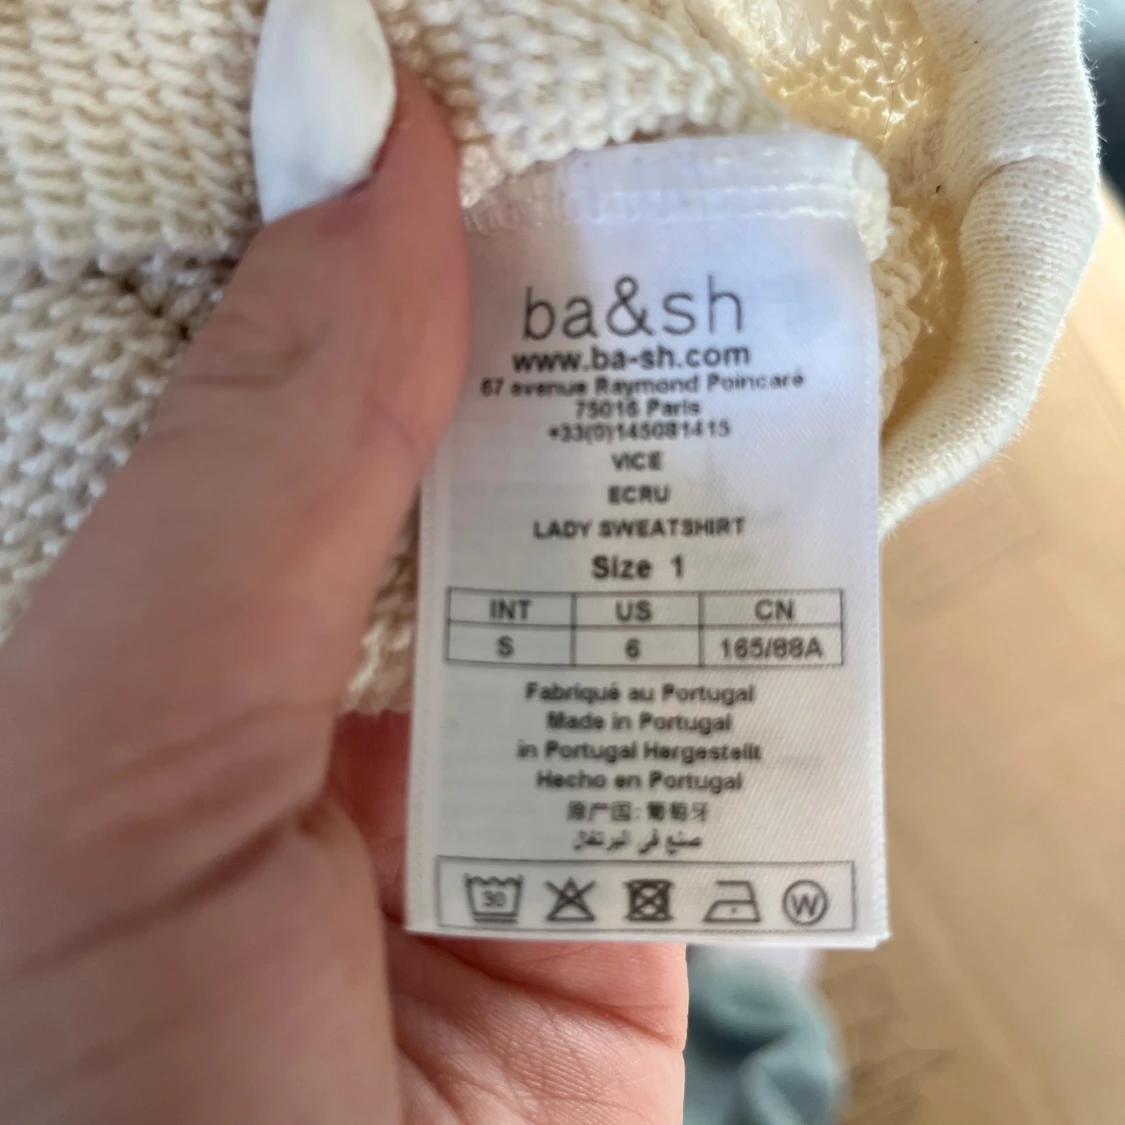 ba&sh
www.ba-sh.com
67 avenue Raymond Poincaré
75016 Paris
+33(0)145081415
VICE
ECRU
LADY SWEATSHIRT
Size 1
INT US CN
S 6 165/88A
Fabriqué au Portugal
Made in Portugal
in Portugal Hergestellt
Hecho en Portugal
原产国: 葡萄牙
صنع في البرتغال
30 W